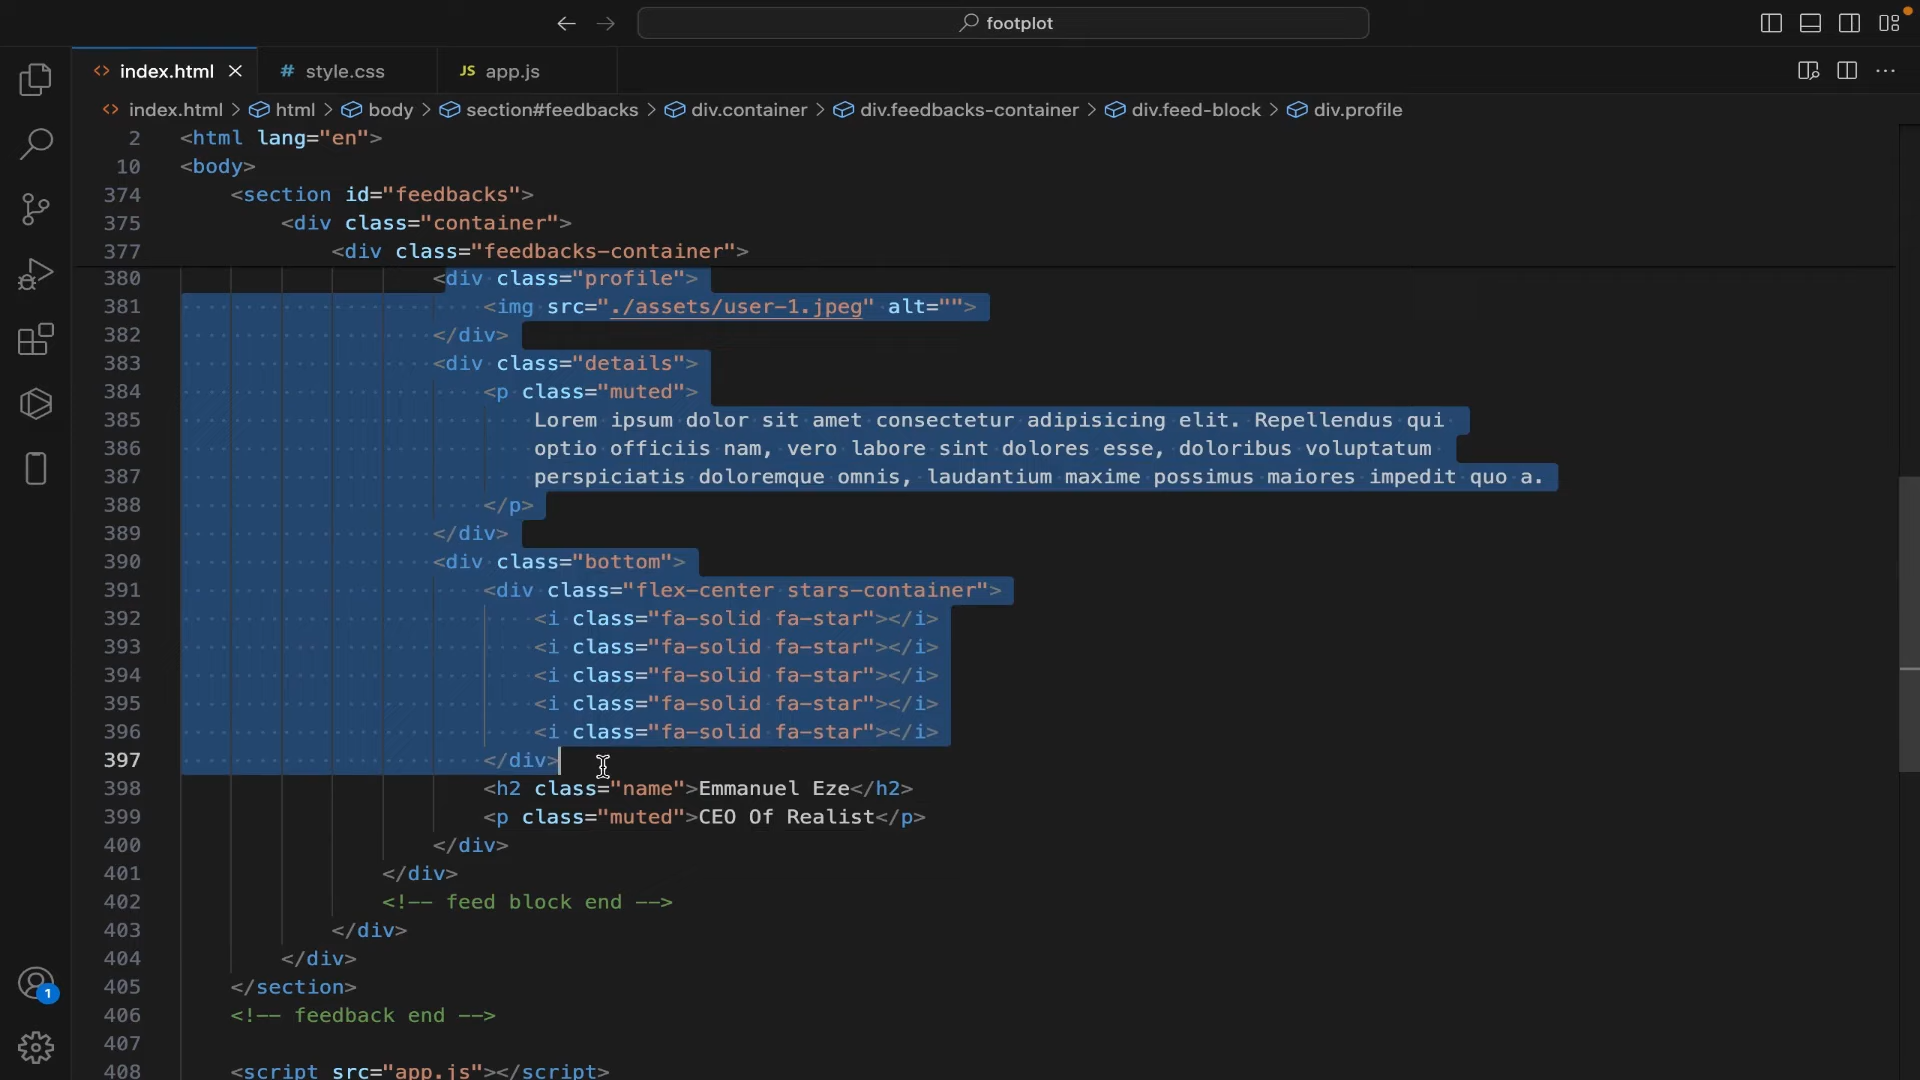 footplot
index.html
# style.css
JS app.js
index.html > html > body > section#feedbacks > div.container > div.feedbacks-container > div.feed-block > div.profile
2 <html lang="en">
10 <body>
374 <section id="feedbacks">
375 <div class="container">
377 <div class="feedbacks-container">
380 <div class="profile">
381 <img src="./assets/user-1.jpeg" alt="">
382 </div>
383 <div class="details">
384 <p class="muted">
385 Lorem ipsum dolor sit amet consectetur adipisicing elit. Repellendus qui
386 optio officiis nam, vero labore sint dolores esse, doloribus voluptatum
387 perspiciatis doloremque omnis, laudantium maxime possimus maiores impedit quo a.
388 </p>
389 </div>
390 <div class="bottom">
391 <div class="flex-center stars-container">
392 <i class="fa-solid fa-star"></i>
393 <i class="fa-solid fa-star"></i>
394 <i class="fa-solid fa-star"></i>
395 <i class="fa-solid fa-star"></i>
396 <i class="fa-solid fa-star"></i>
397 </div>
398 <h2 class="name">Emmanuel Eze</h2>
399 <p class="muted">CEO Of Realist</p>
400 </div>
401 </div>
402 <!-- feed block end -->
403 </div>
404 </div>
405 </section>
406 <!-- feedback end -->
407
408 <script src="app.js"></script>
1